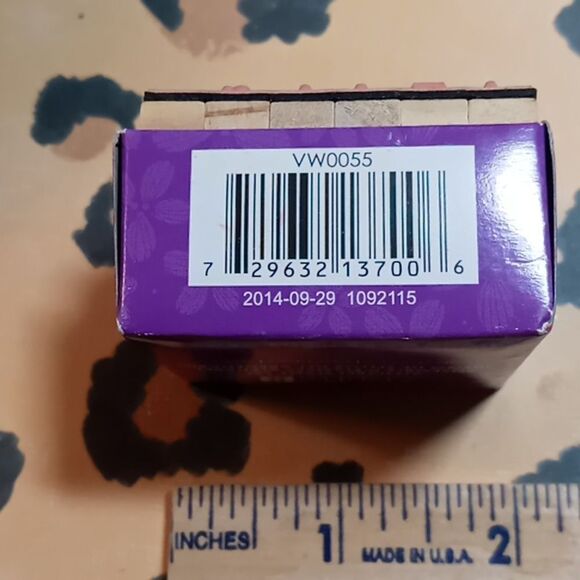 VW0055
7 29632 13700 6
2014-09-29 1092115
INCHES 1 MADE IN U.S.A. 2